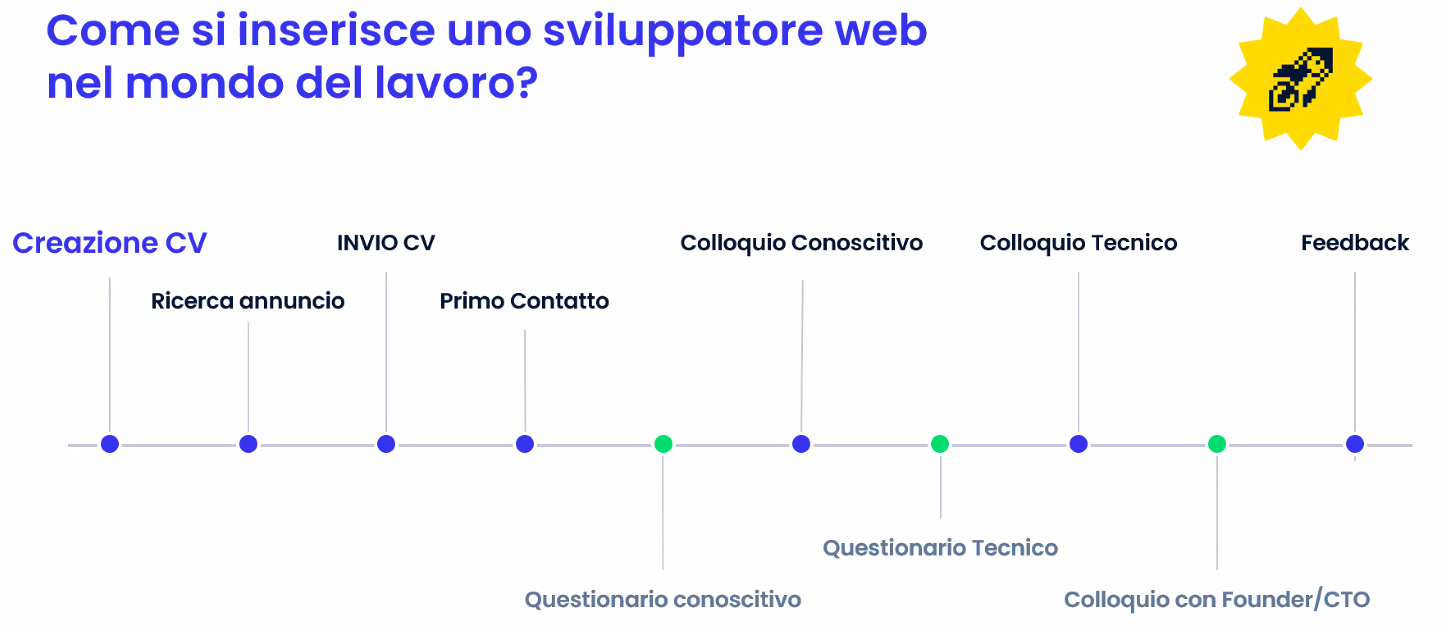 Come si inserisce uno sviluppatore web
nel mondo del lavoro?
Creazione CV
INVIO CV
Colloquio Conoscitivo
Colloquio Tecnico
Feedback
Ricerca annuncio
Primo Contatto
Questionario Tecnico
Questionario conoscitivo
Colloquio con Founder/CTO